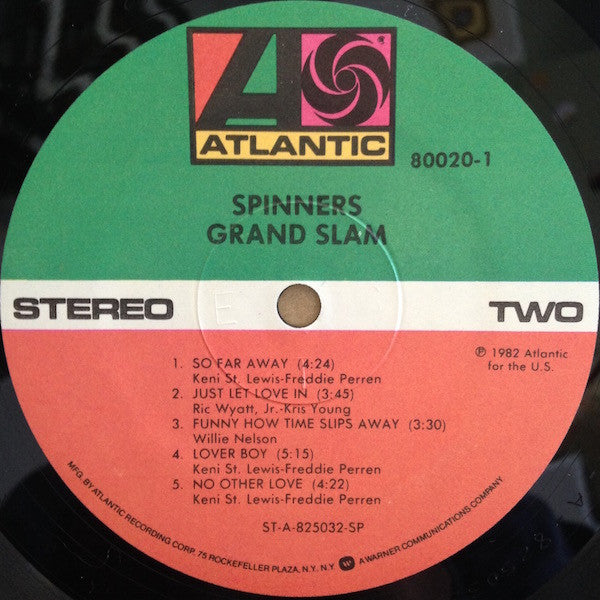 ATLANTIC
80020-1
SPINNERS
GRAND SLAM
STEREO
TWO
1. SO FAR AWAY (4:24)
Keni St. Lewis-Freddie Perren
2. JUST LET LOVE IN (3:45)
Ric Wyatt, Jr.-Kris Young
3. FUNNY HOW TIME SLIPS AWAY (3:30)
Willie Nelson
4. LOVER BOY (5:15)
Keni St. Lewis-Freddie Perren
5. NO OTHER LOVE (4:22)
Keni St. Lewis-Freddie Perren
℗ 1982 Atlantic
for the U.S.
ST-A-825032-SP
MFG. BY ATLANTIC RECORDING CORP. 75 ROCKEFELLER PLAZA, N.Y. N.Y. A WARNER COMMUNICATIONS COMPANY